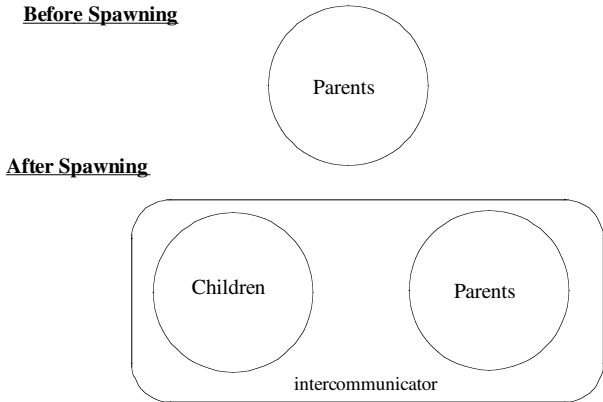 Before Spawning
Parents
After Spawning
Children
Parents
intercommunicator